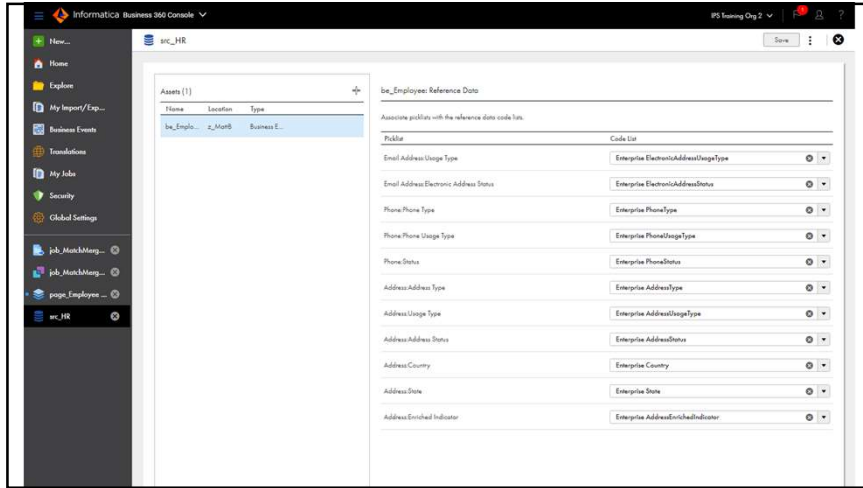 Informatica Business 360 Console
IPS Training Org 2
New...
src_HR
Save
Home
Explore
My Import/Exp...
Business Events
Translations
My Jobs
Security
Global Settings
job_MatchMerg...
job_MatchMerg...
page_Employee ...
src_HR
Assets (1)
Name Location Type
be_Emplo... z_MattB Business E...
be_Employee: Reference Data
Associate picklists with the reference data code lists.
Picklist Code List
Email Address:Usage Type Enterprise ElectronicAddressUsageType
Email Address:Electronic Address Status Enterprise ElectronicAddressStatus
Phone:Phone Type Enterprise PhoneType
Phone:Phone Usage Type Enterprise PhoneUsageType
Phone:Status Enterprise PhoneStatus
Address:Address Type Enterprise AddressType
Address:Usage Type Enterprise AddressUsageType
Address:Address Status Enterprise AddressStatus
Address:Country Enterprise Country
Address:State Enterprise State
Address:Enriched Indicator Enterprise AddressEnrichedIndicator